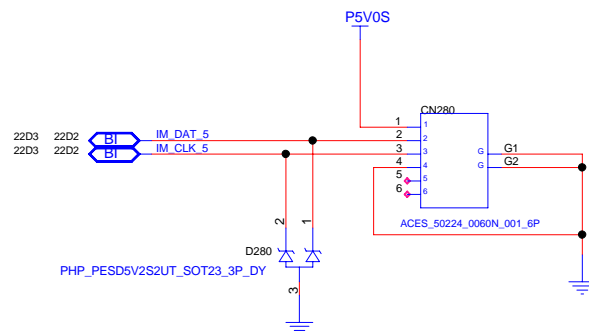 P5V0S
CN280
1 1
22D3 22D2 BI IM_DAT_5 2 2
22D3 22D2 BI IM_CLK_5 3 3 G G1
4 4 G G2
5 5
6 6
ACES_50224_0060N_001_6P
2 1
D280
PHP_PESD5V2S2UT_SOT23_3P_DY
3